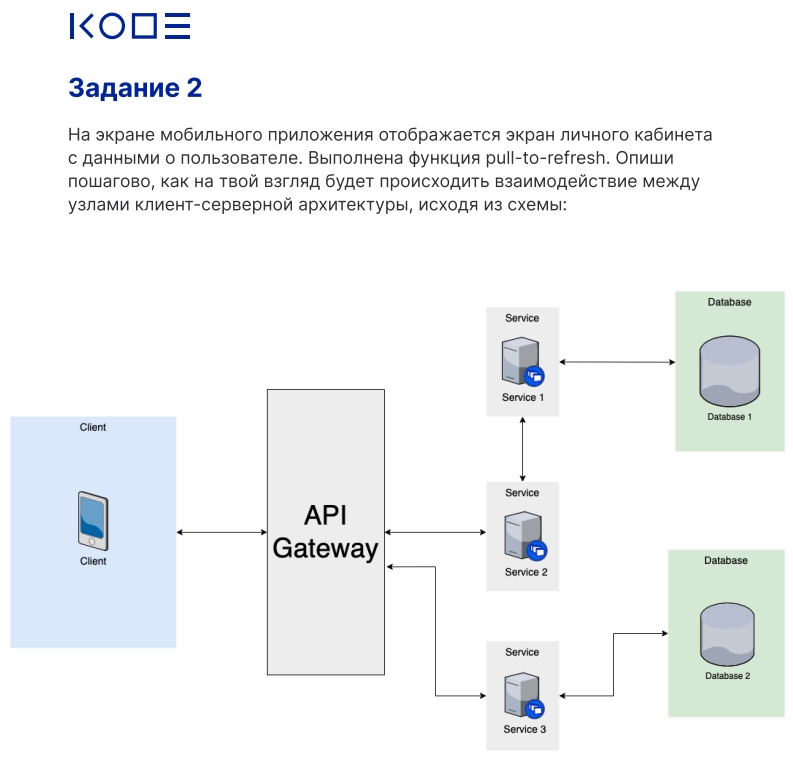 KODE
Задание 2
На экране мобильного приложения отображается экран личного кабинета
с данными о пользователе. Выполнена функция pull-to-refresh. Опиши
пошагово, как на твой взгляд будет происходить взаимодействие между
узлами клиент-серверной архитектуры, исходя из схемы:
Database
Service
Service 1
Database 1
Client
Service
API
Gateway
Client
Service 2
Database
Service
Database 2
Service 3